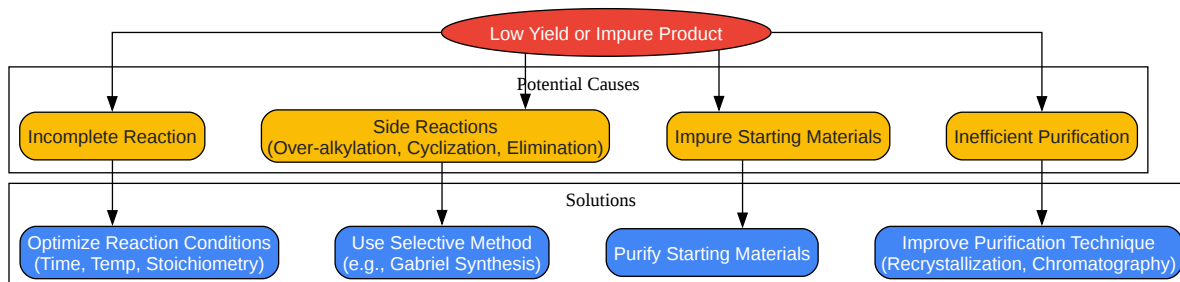 Low Yield or Impure Product
Potential Causes
Incomplete Reaction
Side Reactions
(Over-alkylation, Cyclization, Elimination)
Impure Starting Materials
Inefficient Purification
Solutions
Optimize Reaction Conditions
(Time, Temp, Stoichiometry)
Use Selective Method
(e.g., Gabriel Synthesis)
Purify Starting Materials
Improve Purification Technique
(Recrystallization, Chromatography)